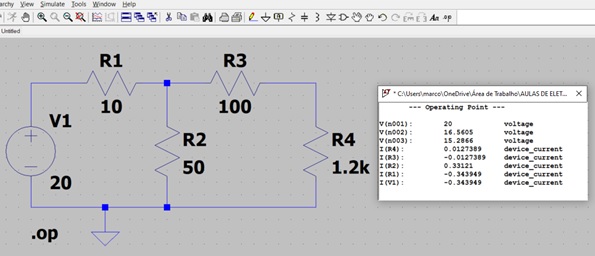 archy View Simulate Tools Window Help
Am .op
Untitled
R1
10
R3
100
V1
20
R2
50
R4
1.2k
.op
* C:\Users\marco\OneDrive\Área de Trabalho\AULAS DE ELET...
--- Operating Point ---
V(n001): 20 voltage
V(n002): 16.5605 voltage
V(n003): 15.2866 voltage
I(R4): 0.0127389 device_current
I(R3): -0.0127389 device_current
I(R2): 0.33121 device_current
I(R1): -0.343949 device_current
I(V1): -0.343949 device_current